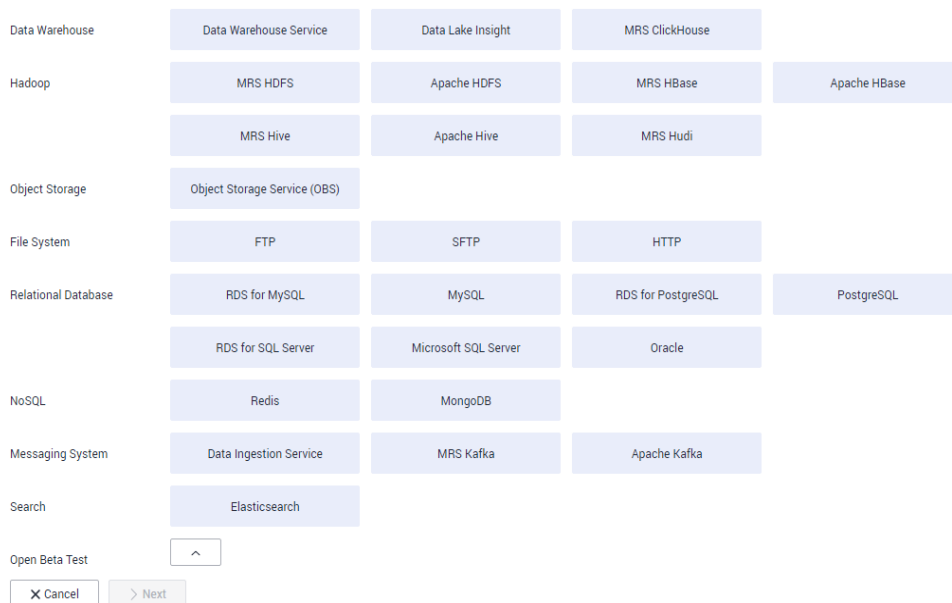 Data Warehouse Data Warehouse Service Data Lake Insight MRS ClickHouse
Hadoop MRS HDFS Apache HDFS MRS HBase Apache HBase
MRS Hive Apache Hive MRS Hudi
Object Storage Object Storage Service (OBS)
File System FTP SFTP HTTP
Relational Database RDS for MySQL MySQL RDS for PostgreSQL PostgreSQL
RDS for SQL Server Microsoft SQL Server Oracle
NoSQL Redis MongoDB
Messaging System Data Ingestion Service MRS Kafka Apache Kafka
Search Elasticsearch
Open Beta Test
Cancel Next